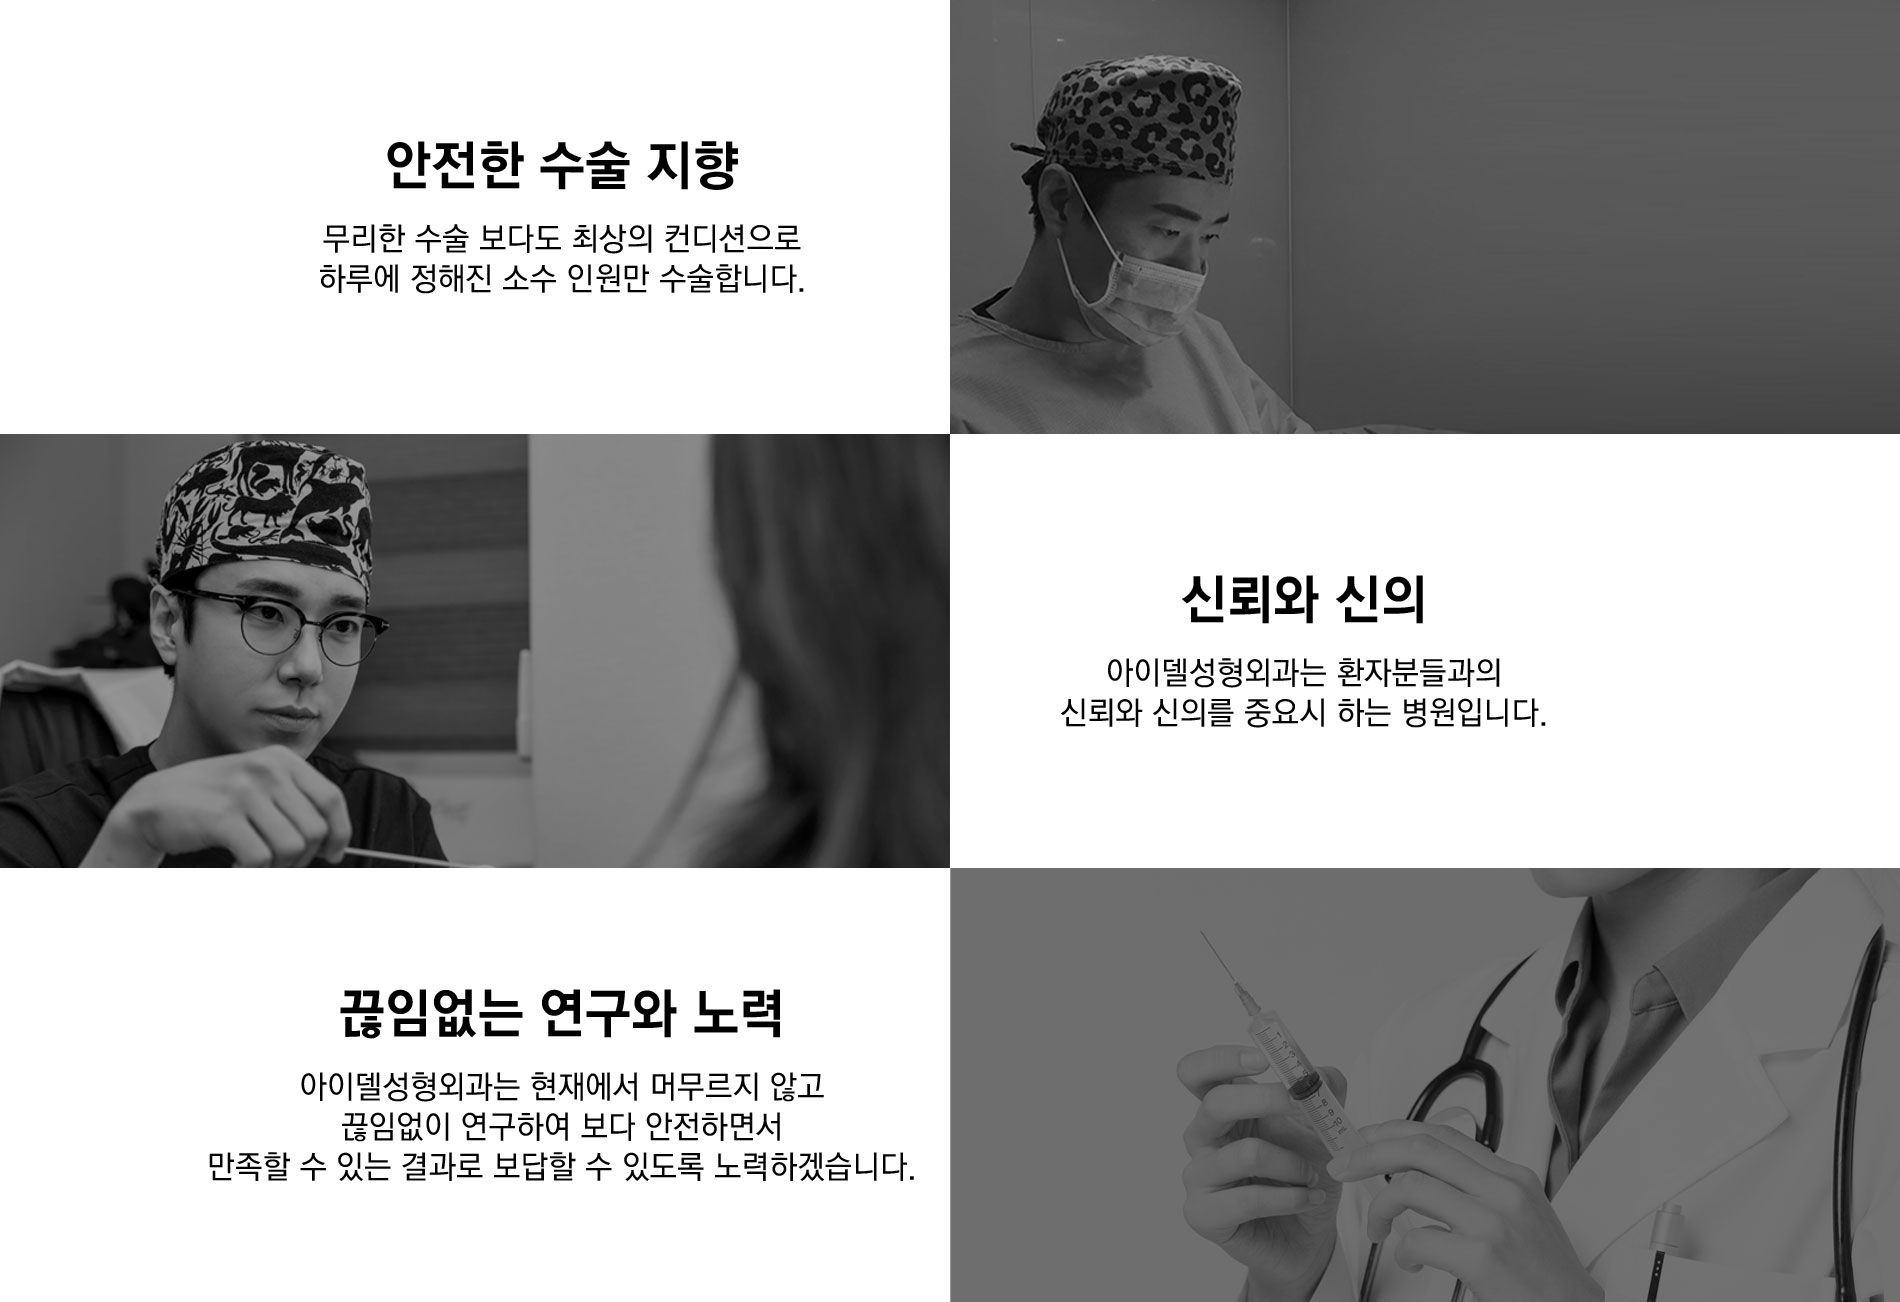 안전한 수술 지향
무리한 수술 보다도 최상의 컨디션으로
하루에 정해진 소수 인원만 수술합니다.
신뢰와 신의
아이델성형외과는 환자분들과의
신뢰와 신의를 중요시 하는 병원입니다.
끊임없는 연구와 노력
아이델성형외과는 현재에서 머무르지 않고
끊임없이 연구하여 보다 안전하면서
만족할 수 있는 결과로 보답할 수 있도록 노력하겠습니다.